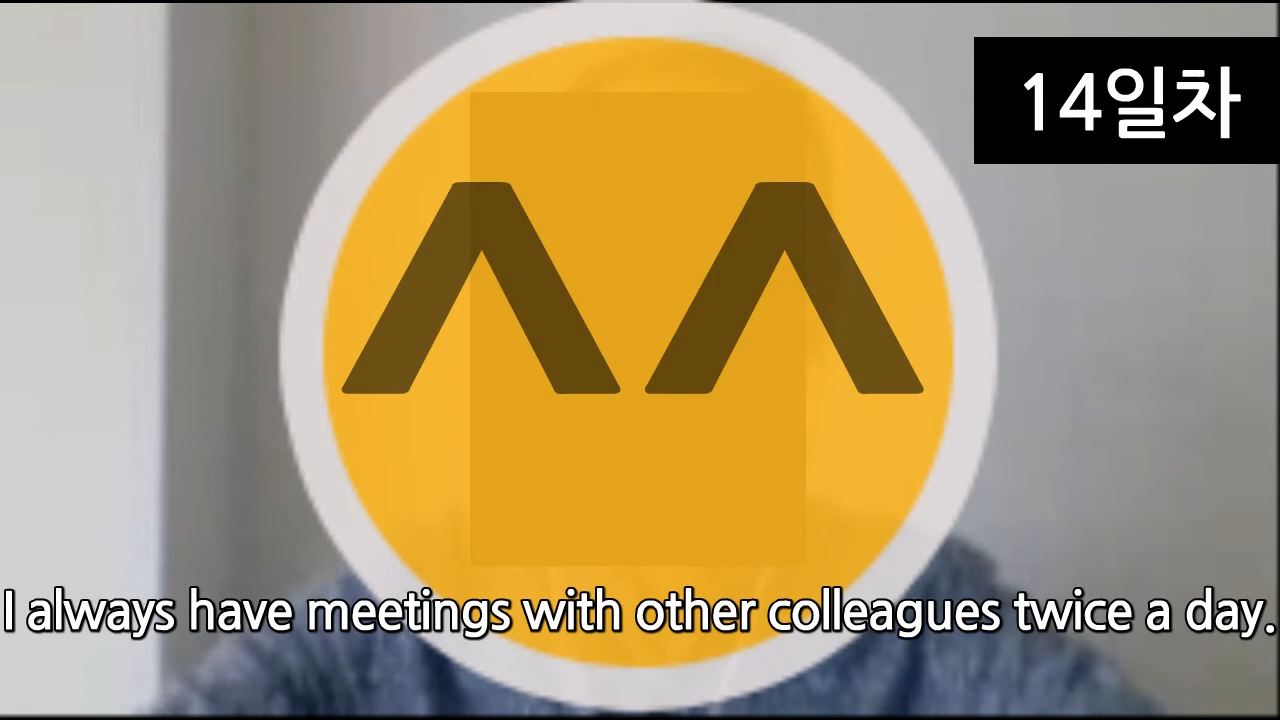 14일차
I always have meetings with other colleagues twice a day.